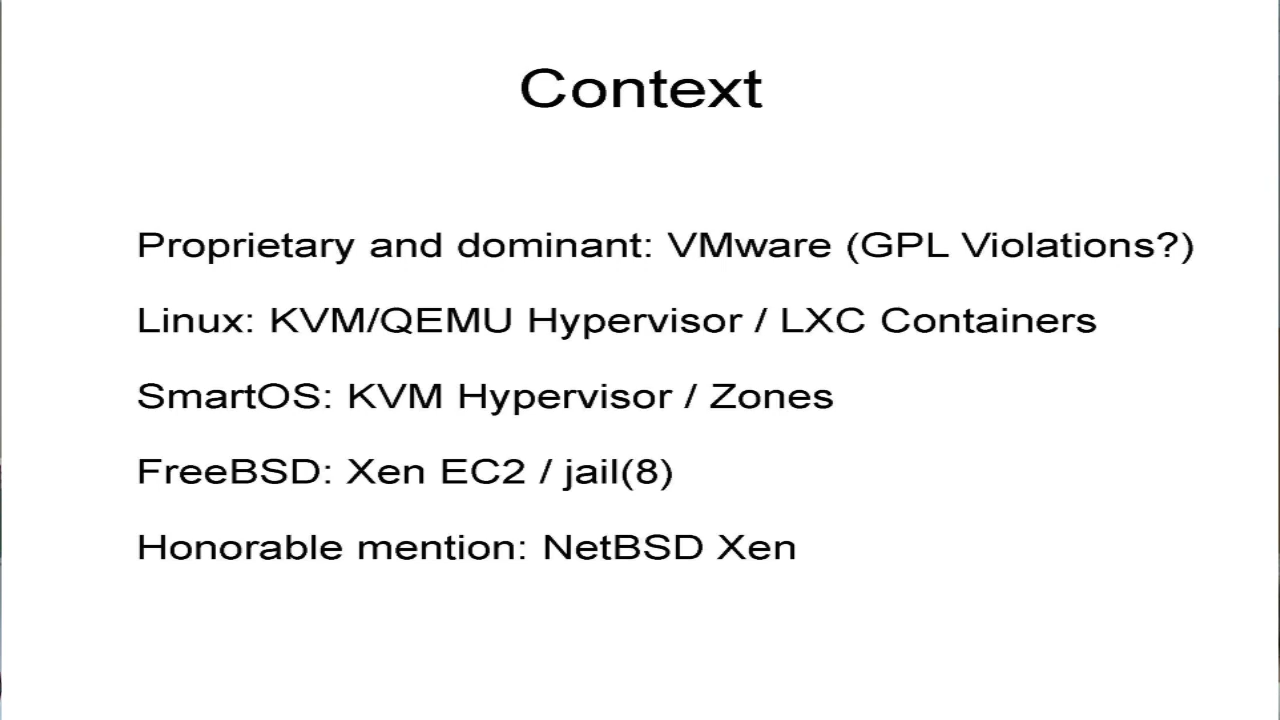 Context
Proprietary and dominant: VMware (GPL Violations?)
Linux: KVM/QEMU Hypervisor / LXC Containers
SmartOS: KVM Hypervisor / Zones
FreeBSD: Xen EC2 / jail(8)
Honorable mention: NetBSD Xen